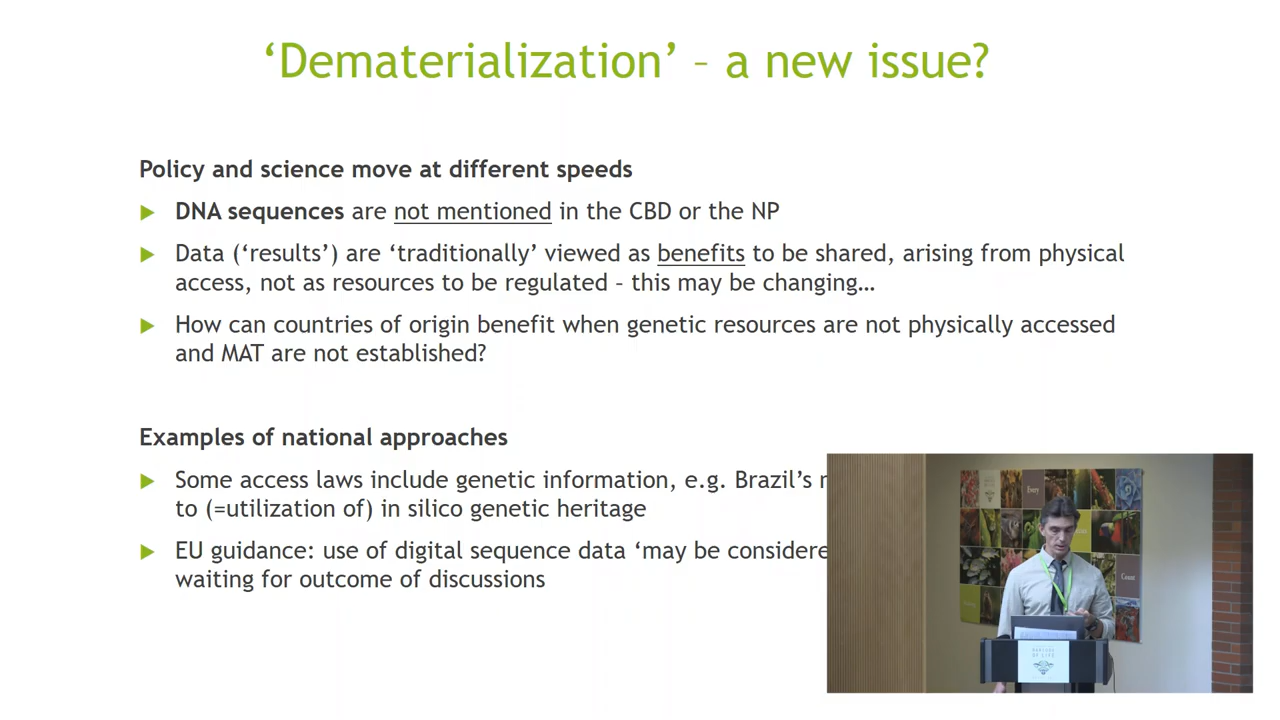 ‘Dematerialization’ – a new issue?
Policy and science move at different speeds
DNA sequences are not mentioned in the CBD or the NP
Data (‘results’) are ‘traditionally’ viewed as benefits to be shared, arising from physical
access, not as resources to be regulated – this may be changing…
How can countries of origin benefit when genetic resources are not physically accessed
and MAT are not established?
Examples of national approaches
Some access laws include genetic information, e.g. Brazil’s
to (=utilization of) in silico genetic heritage
EU guidance: use of digital sequence data ‘may be
waiting for outcome of discussions
BARCODE
OF LIFE